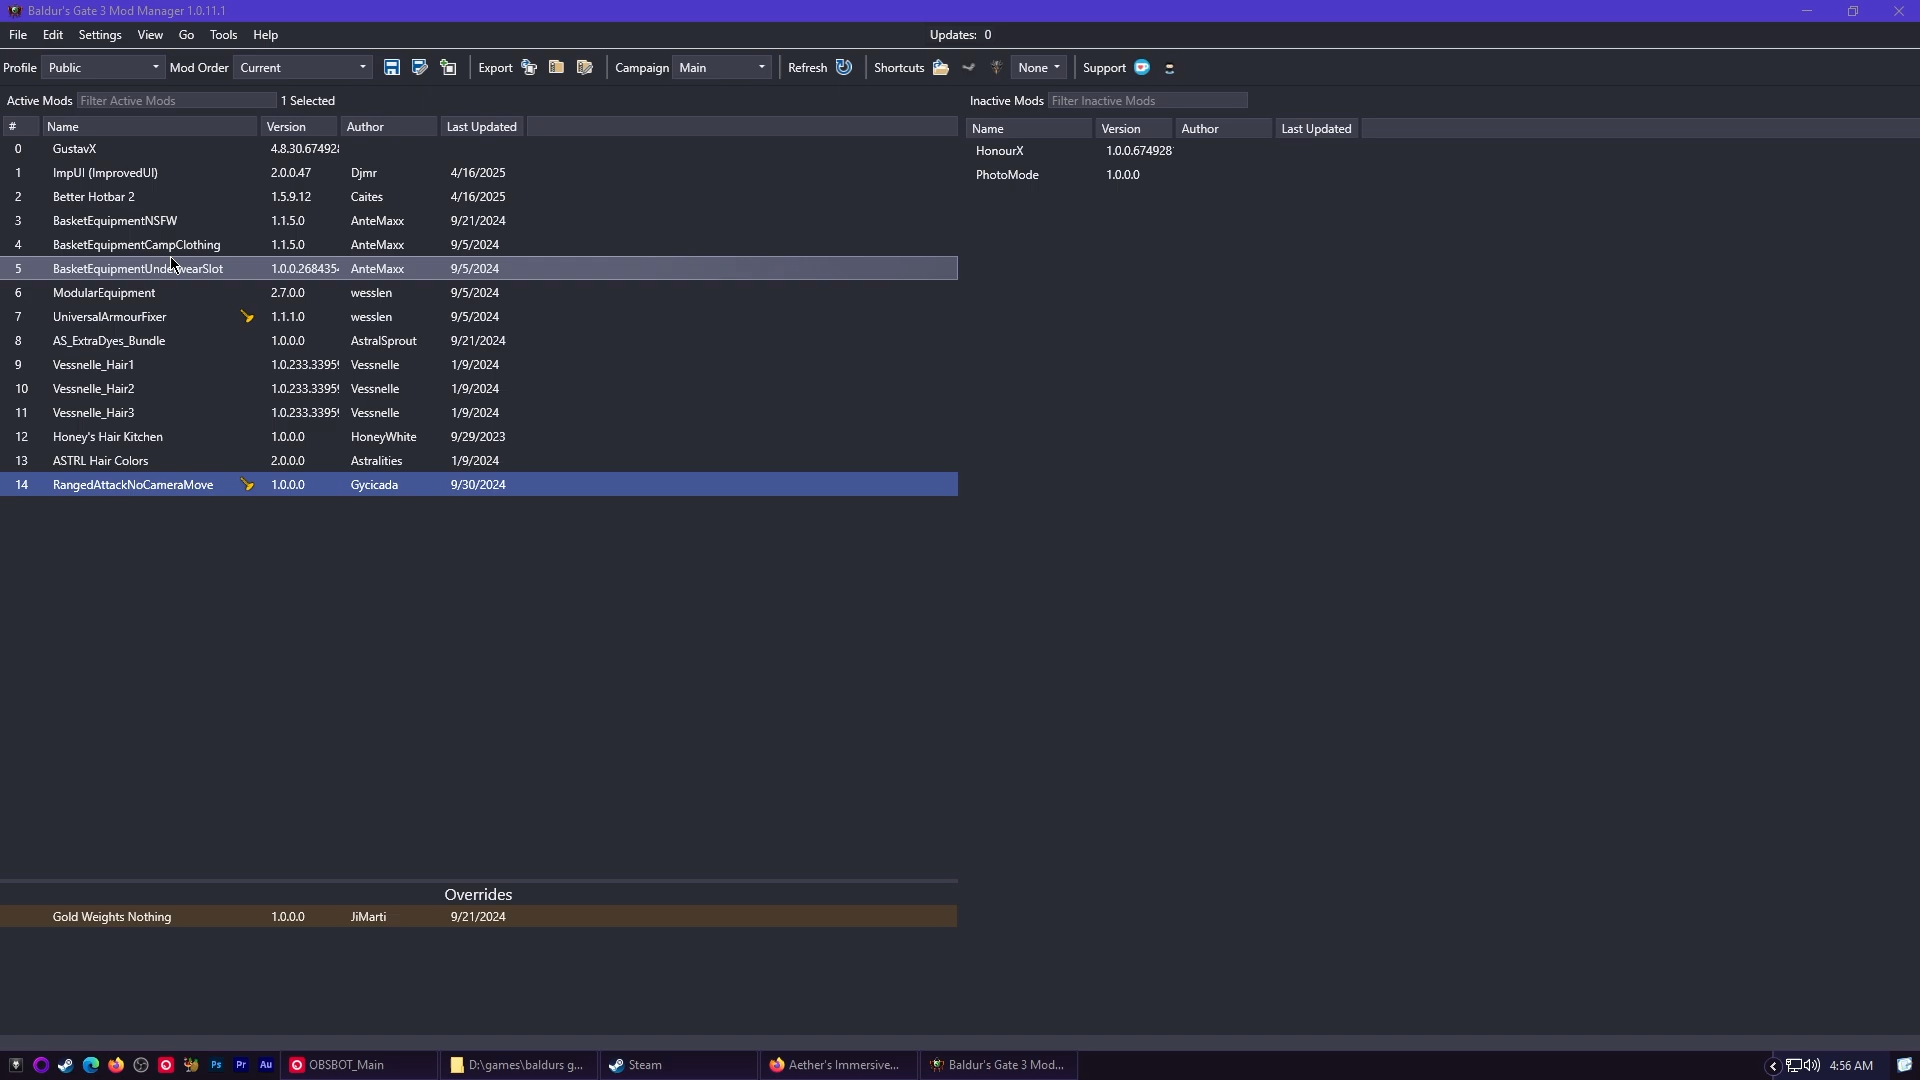 Baldur's Gate 3 Mod Manager 1.0.11.1
File Edit Settings View Go Tools Help Updates: 0
Profile Public Mod Order Current Export Campaign Main Refresh Shortcuts None Support
Active Mods Filter Active Mods 1 Selected
# Name Version Author Last Updated
0 GustavX 4.8.30.67492
1 ImpUI (ImprovedUI) 2.0.0.47 Djmr 4/16/2025
2 Better Hotbar 2 1.5.9.12 Caites 4/16/2025
3 BasketEquipmentNSFW 1.1.5.0 AnteMaxx 9/21/2024
4 BasketEquipmentCampClothing 1.1.5.0 AnteMaxx 9/5/2024
5 BasketEquipmentUnderwearSlot 1.0.0.26843 AnteMaxx 9/5/2024
6 ModularEquipment 2.7.0.0 wesslen 9/5/2024
7 UniversalArmourFixer 1.1.1.0 wesslen 9/5/2024
8 AS_ExtraDyes_Bundle 1.0.0.0 AstralSprout 9/21/2024
9 Vessnelle_Hair1 1.0.233.3395 Vessnelle 1/9/2024
10 Vessnelle_Hair2 1.0.233.3395 Vessnelle 1/9/2024
11 Vessnelle_Hair3 1.0.233.3395 Vessnelle 1/9/2024
12 Honey's Hair Kitchen 1.0.0.0 HoneyWhite 9/29/2023
13 ASTRL Hair Colors 2.0.0.0 Astralities 1/9/2024
14 RangedAttackNoCameraMove 1.0.0.0 Gycicada 9/30/2024
Overrides
Gold Weights Nothing 1.0.0.0 JiMarti 9/21/2024
Inactive Mods Filter Inactive Mods
Name Version Author Last Updated
HonourX 1.0.0.674928
PhotoMode 1.0.0.0
Ps Pr Au OBSBOT_Main D:\games\baldurs g... Steam Aether's Immersive... Baldur's Gate 3 Mod... 4:56 AM